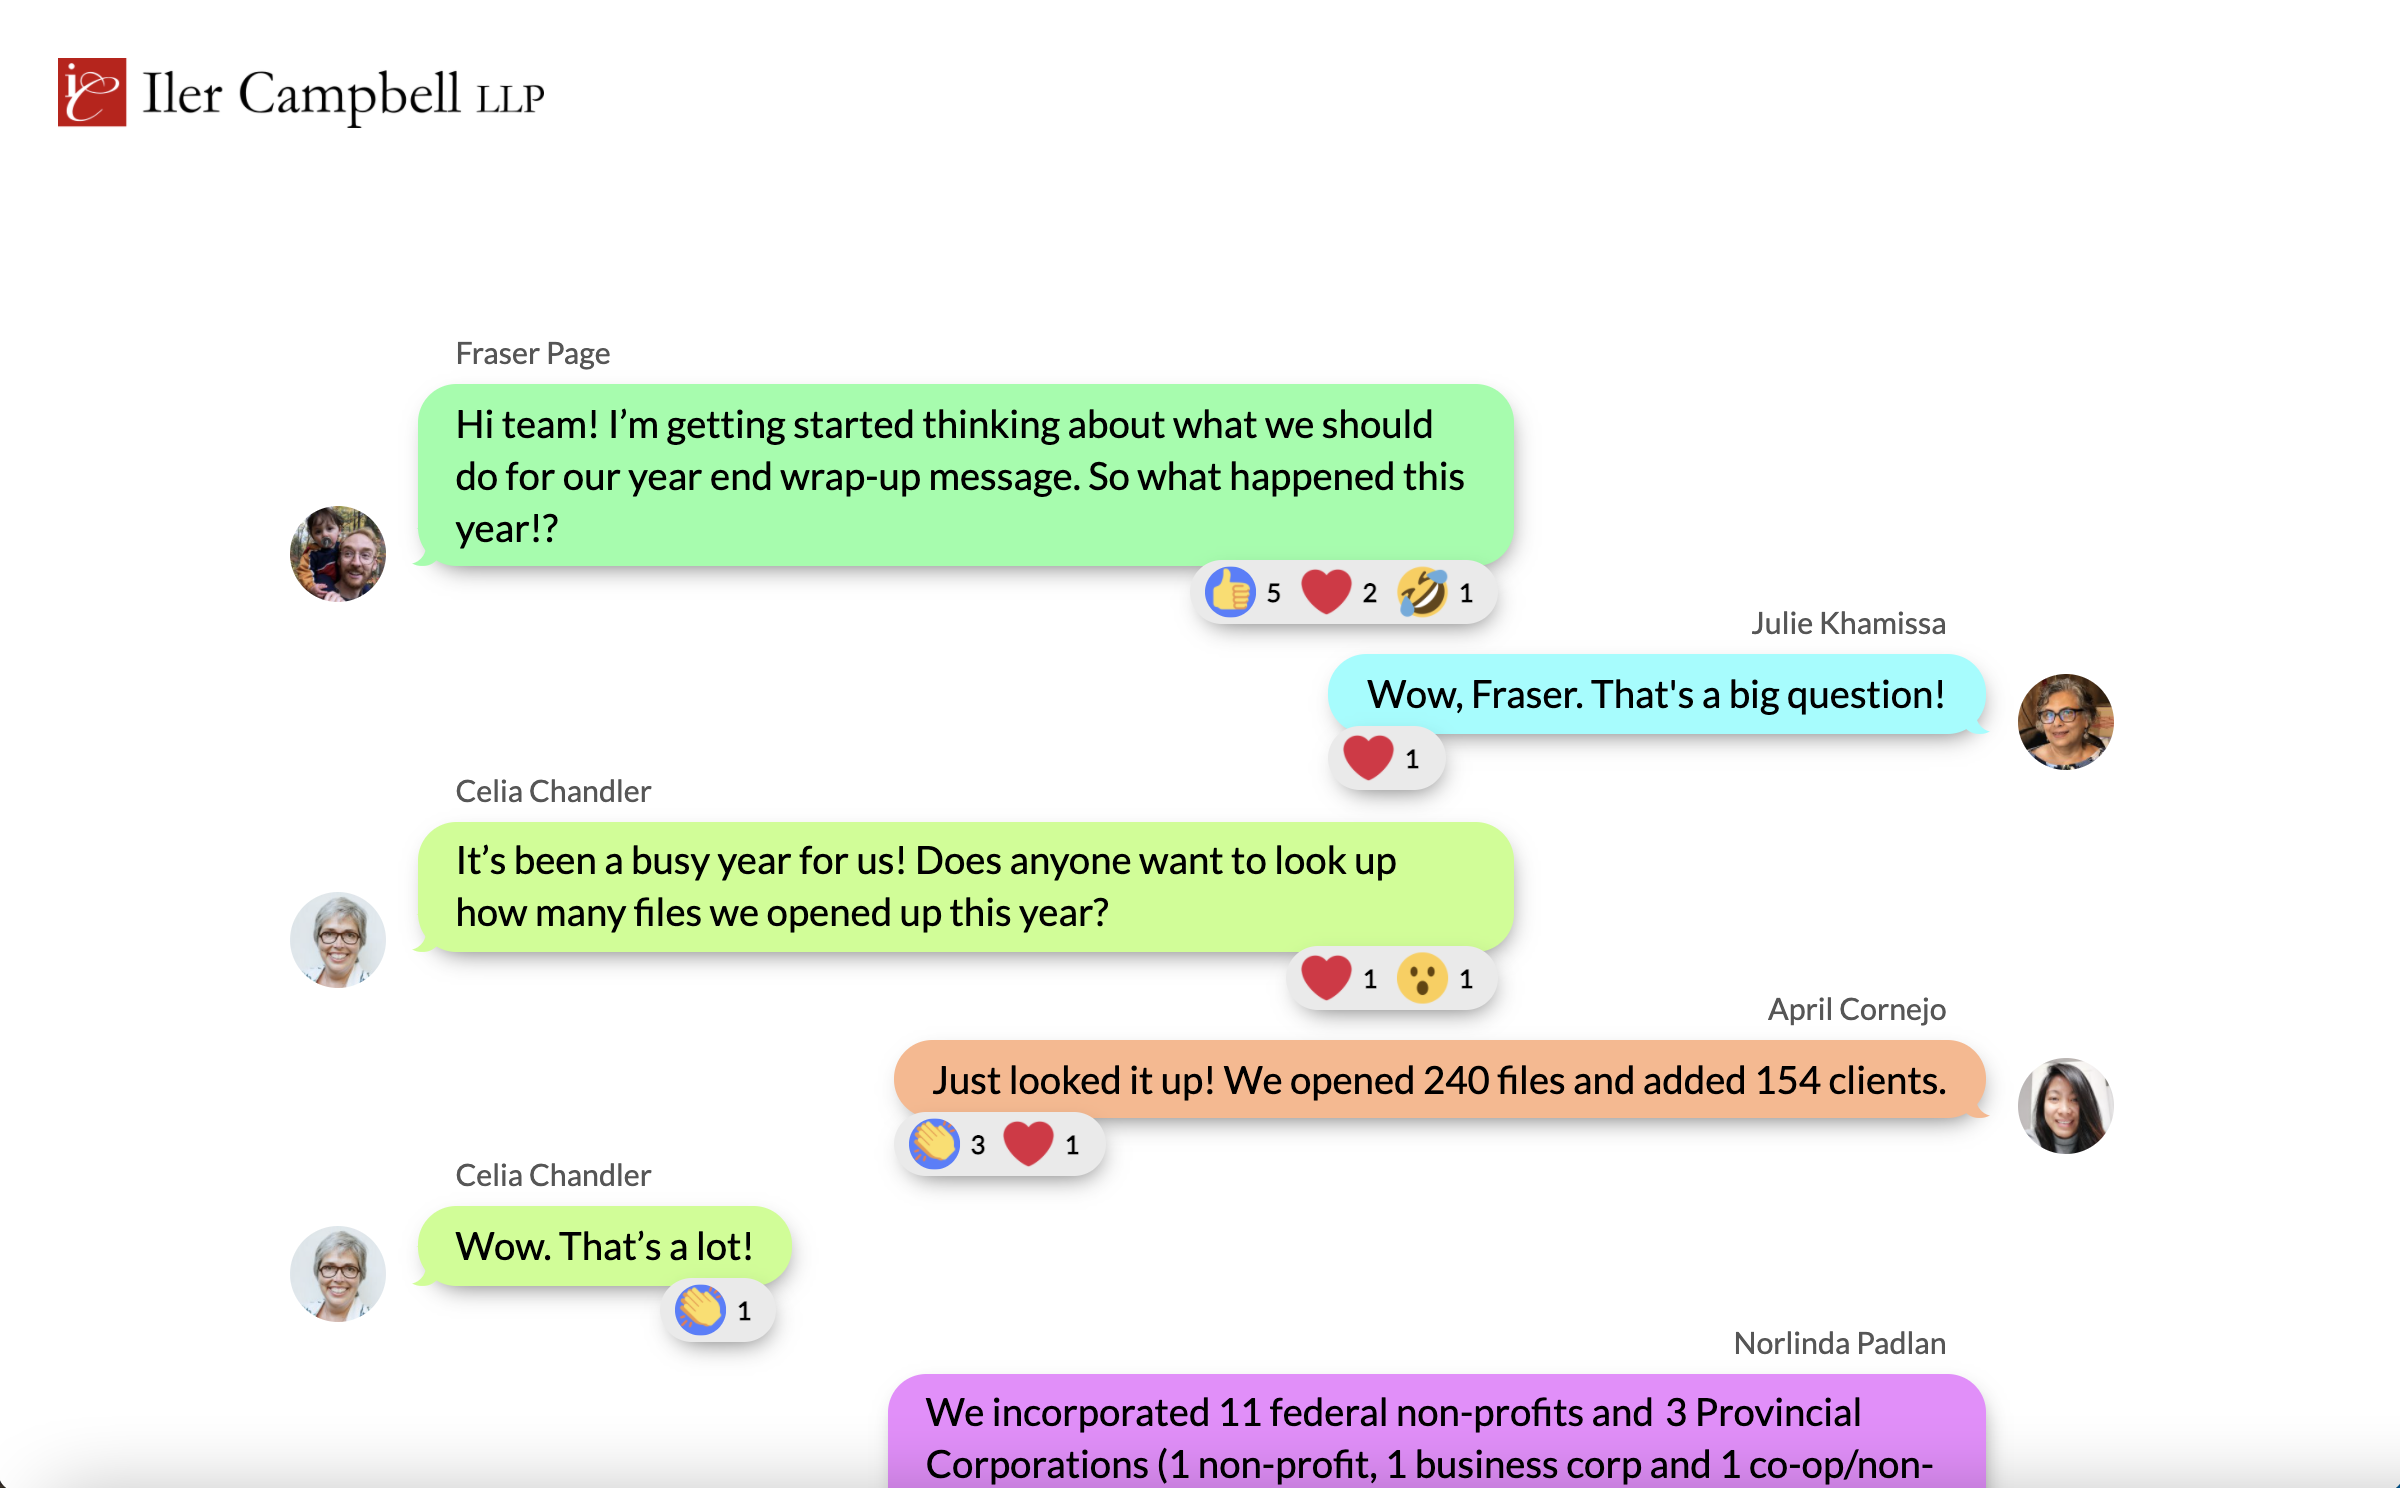 Iler Campbell LLP
Fraser Page
Hi team! I’m getting started thinking about what we should
do for our year end wrap-up message. So what happened this
year!?
5 2 1
Julie Khamissa
Wow, Fraser. That's a big question!
1
Celia Chandler
It’s been a busy year for us! Does anyone want to look up
how many files we opened up this year?
1 1
April Cornejo
Just looked it up! We opened 240 files and added 154 clients.
3 1
Celia Chandler
Wow. That’s a lot!
1
Norlinda Padlan
We incorporated 11 federal non-profits and 3 Provincial
Corporations (1 non-profit, 1 business corp and 1 co-op/non-